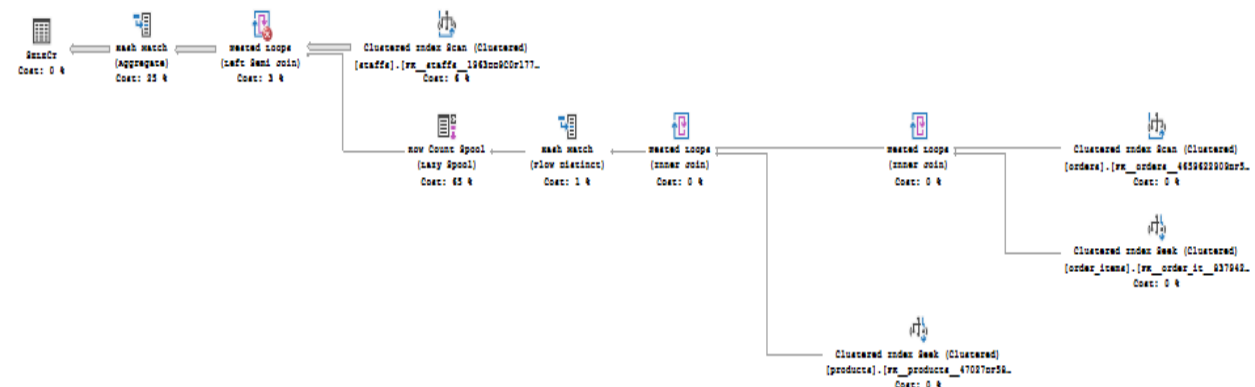 SELECT
Cost: 0 %
Hash Match
(Aggregate)
Cost: 25 %
Nested Loops
(Left Semi Join)
Cost: 3 %
Clustered Index Scan (Clustered)
[staffs].
Cost: 6 %
Row Count Spool
(Lazy Spool)
Cost: 65 %
Hash Match
(Flow Distinct)
Cost: 1 %
Nested Loops
(Inner Join)
Cost: 0 %
Nested Loops
(Inner Join)
Cost: 0 %
Clustered Index Scan (Clustered)
[orders].
Cost: 0 %
Clustered Index Seek (Clustered)
[order_items].
Cost: 0 %
Clustered Index Seek (Clustered)
[products].
Cost: 0 %